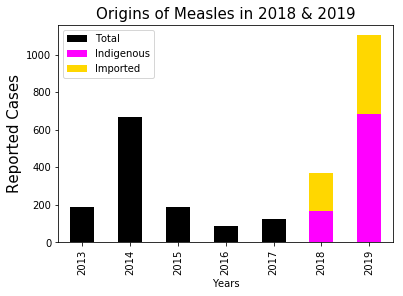 Origins of Measles in 2018 & 2019
Reported Cases
1000
800
600
400
200
0
Total
Indigenous
Imported
2013
2014
2015
2016
2017
2018
2019
Years